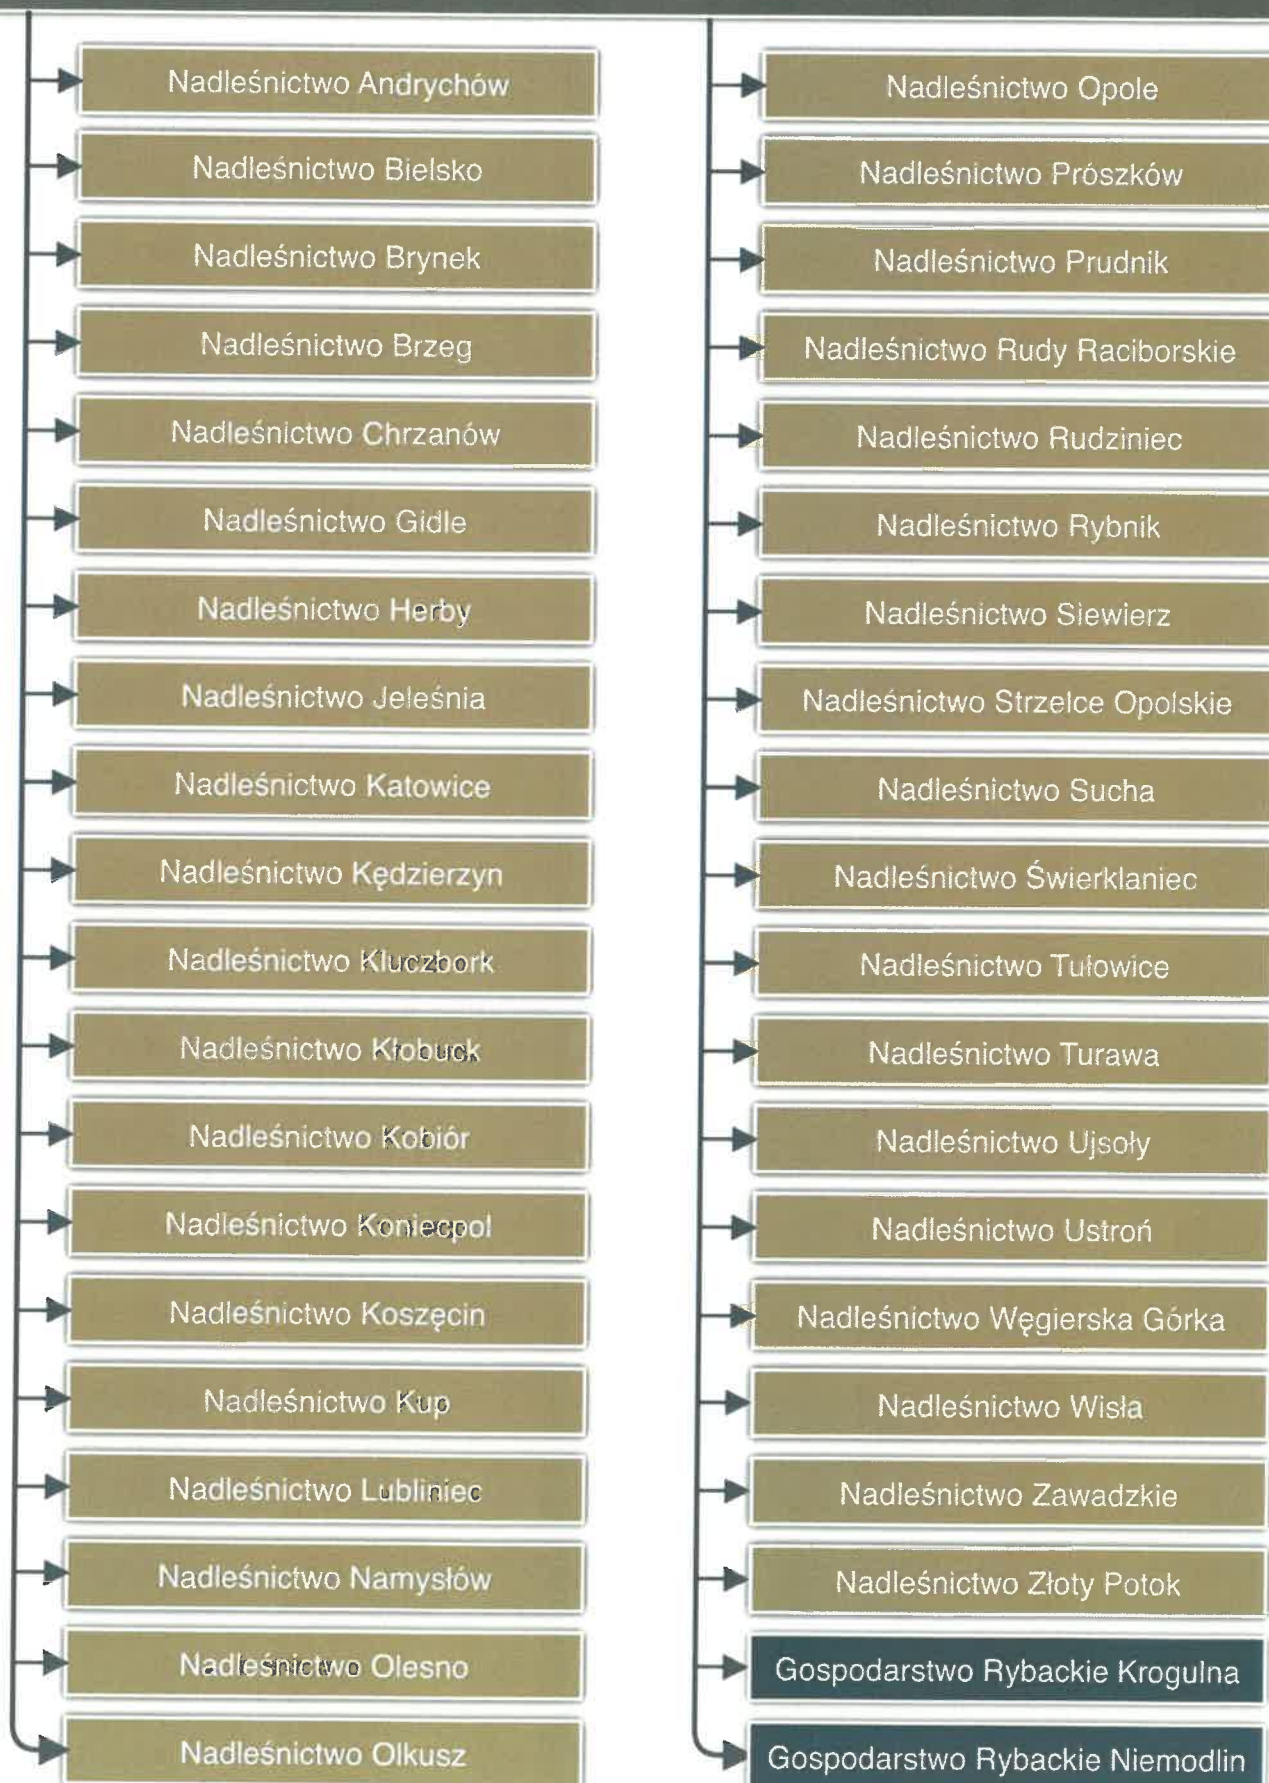 Nadleśnictwo Andrychów
Nadleśnictwo Bielsko
Nadleśnictwo Brynek
Nadleśnictwo Brzeg
Nadleśnictwo Chrzanów
Nadleśnictwo Gidle
Nadleśnictwo Herby
Nadleśnictwo Jeleśnia
Nadleśnictwo Katowice
Nadleśnictwo Kędzierzyn
Nadleśnictwo Kluczbork
Nadleśnictwo Kłobuck
Nadleśnictwo Kobiór
Nadleśnictwo Koniecpol
Nadleśnictwo Koszęcin
Nadleśnictwo Kup
Nadleśnictwo Lubliniec
Nadleśnictwo Namysłów
Nadleśnictwo Olesno
Nadleśnictwo Olkusz
Nadleśnictwo Opole
Nadleśnictwo Prószków
Nadleśnictwo Prudnik
Nadleśnictwo Rudy Raciborskie
Nadleśnictwo Rudziniec
Nadleśnictwo Rybnik
Nadleśnictwo Siewierz
Nadleśnictwo Strzelce Opolskie
Nadleśnictwo Sucha
Nadleśnictwo Świerklaniec
Nadleśnictwo Tułowice
Nadleśnictwo Turawa
Nadleśnictwo Ujsoły
Nadleśnictwo Ustroń
Nadleśnictwo Węgierska Górka
Nadleśnictwo Wisła
Nadleśnictwo Zawadzkie
Nadleśnictwo Złoty Potok
Gospodarstwo Rybackie Krogulna
Gospodarstwo Rybackie Niemodlin